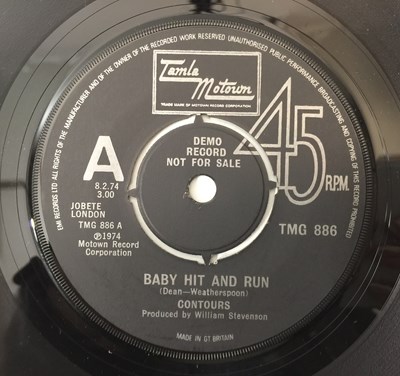 EMI RECORDS LTD ALL RIGHTS OF THE MANUFACTURER AND OF THE OWNER OF THE RECORDED WORK RESERVED UNAUTHORISED PUBLIC PERFORMANCE BROADCASTING AND COPYING OF THIS RECORD PROHIBITED
Tamla
Motown
TRADE MARK OF MOTOWN RECORD CORPORATION
45
R.P.M.
DEMO
RECORD
NOT FOR SALE
A
8.2.74
3.00
JOBETE
LONDON
TMG 886 A
℗1974
Motown Record
Corporation
TMG 886
BABY HIT AND RUN
(Dean—Weatherspoon)
CONTOURS
Produced by William Stevenson
MADE IN GT BRITAIN